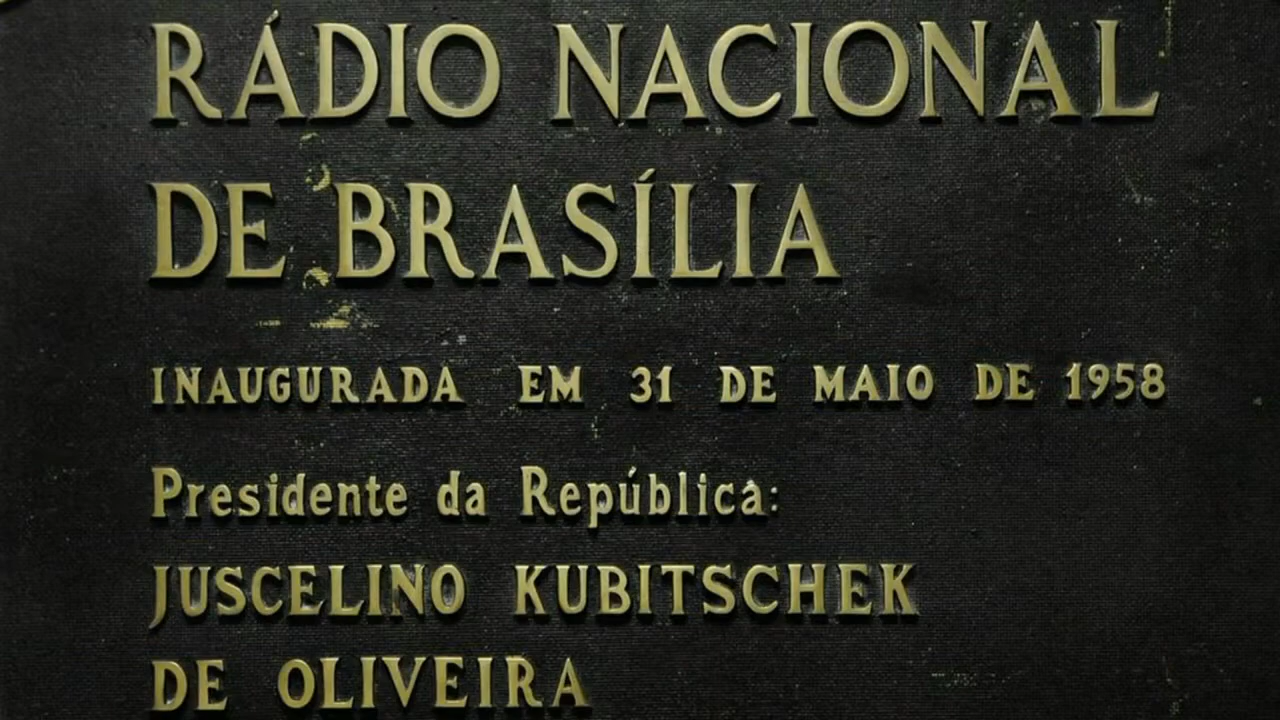 RÁDIO NACIONAL
DE BRASÍLIA
INAUGURADA EM 31 DE MAIO DE 1958
Presidente da República:
JUSCELINO KUBITSCHEK
DE OLIVEIRA